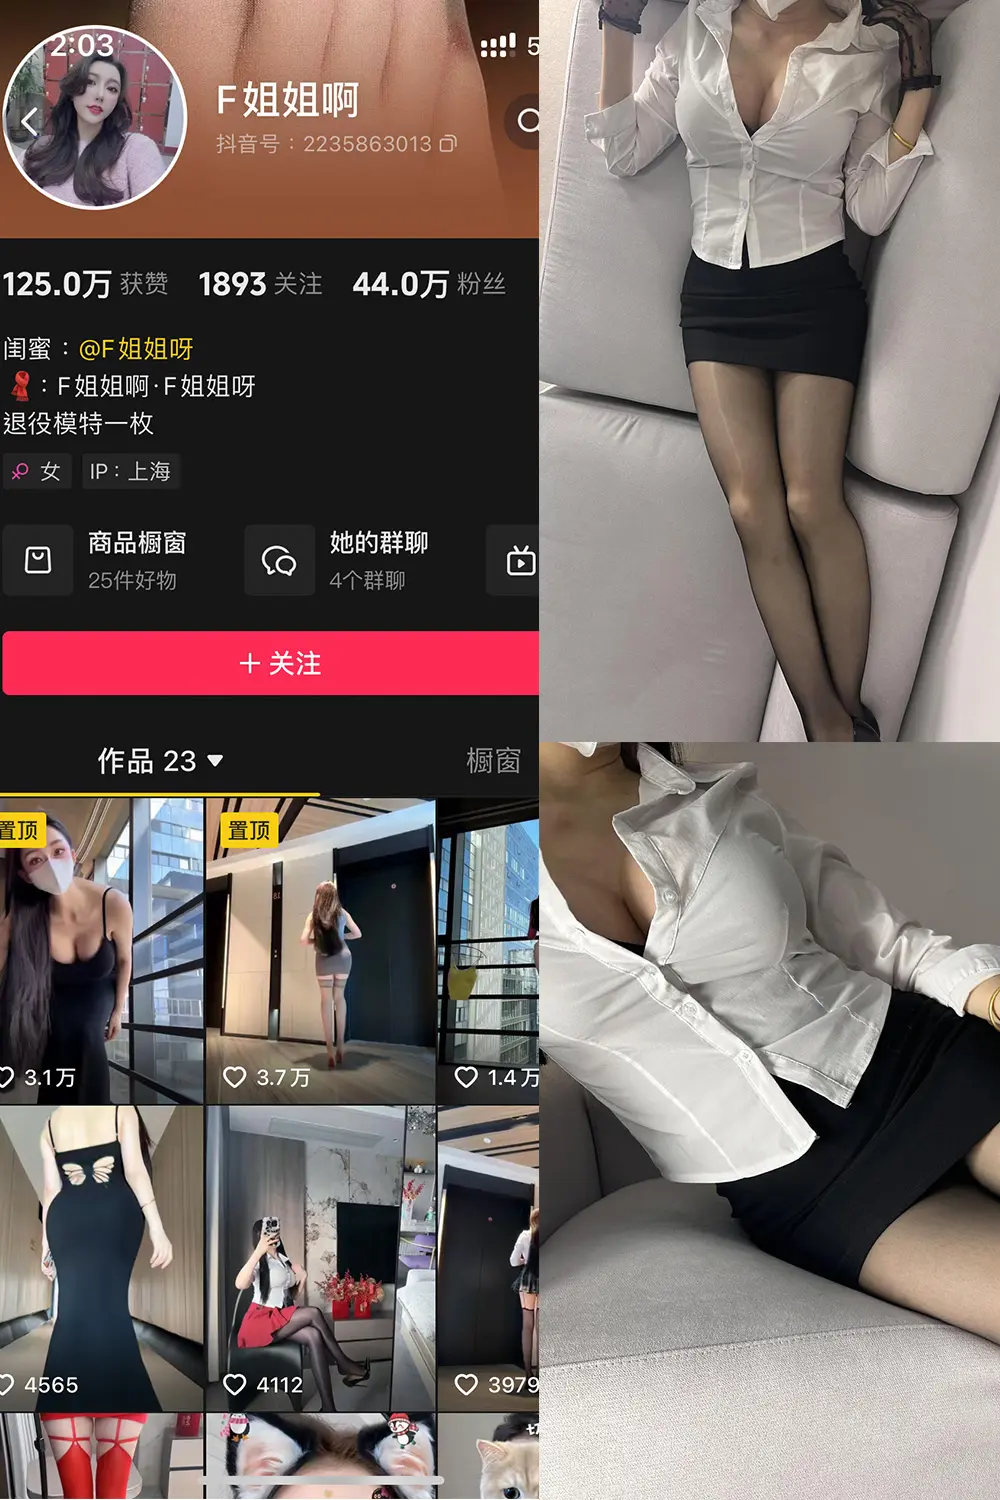 2:03
5
F姐姐啊
抖音号：2235863013
125.0万 获赞 1893 关注 44.0万 粉丝
闺蜜：@F姐姐呀
：F姐姐啊·F姐姐呀
退役模特一枚
女 IP：上海
商品橱窗 她的群聊
25件好物 4个群聊
＋关注
作品 23 橱窗
置顶 置顶
3.1万 3.7万 1.4万
4565 4112 3979